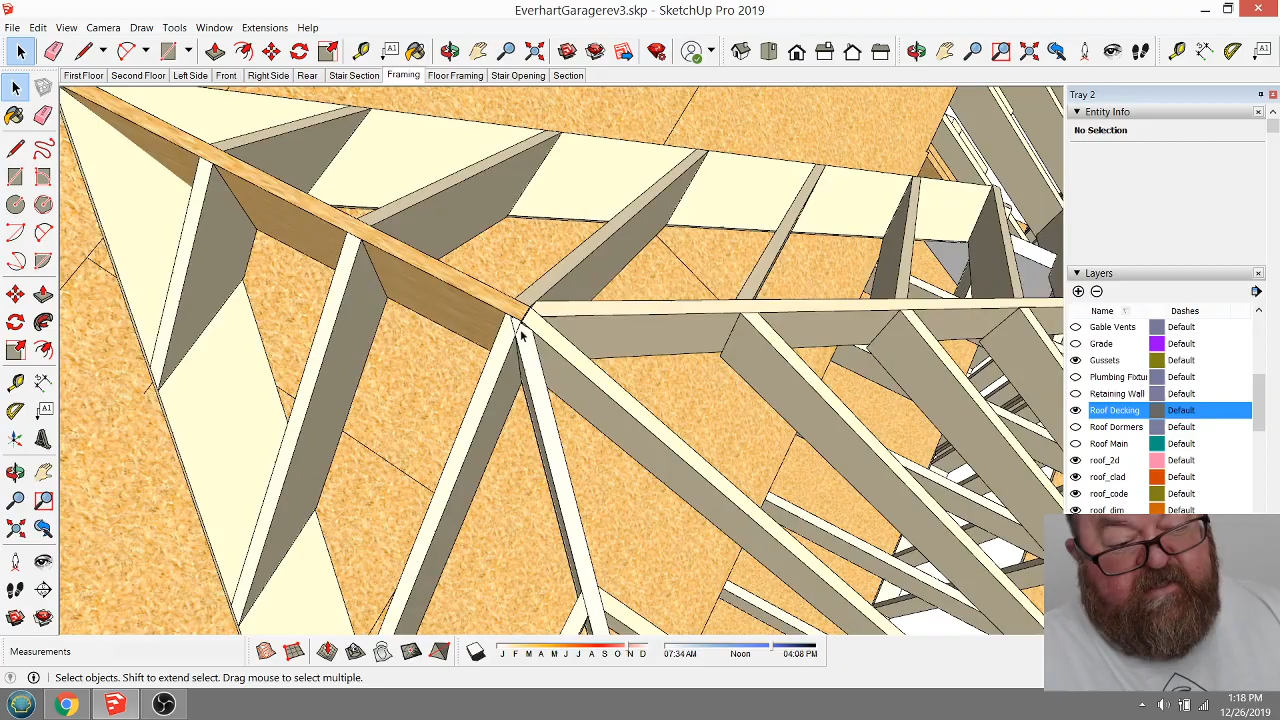 EverhartGaragerev3.skp - SketchUp Pro 2019
File Edit View Camera Draw Tools Window Extensions Help
First Floor Second Floor Left Side Front Right Side Rear Stair Section Framing Floor Framing Stair Opening Section
Tray 2
Entity Info
No Selection
Layers
Name Dashes
Gable Vents Default
Grade Default
Gussets Default
Plumbing Fixtu Default
Retaining Wall Default
Roof Decking Default
Roof Dormers Default
Roof Main Default
roof_2d Default
roof_clad Default
roof_code Default
roof_dim Default
Measurements
J F M A M J J A S O N D
07:34 AM Noon 04:08 PM
Select objects. Shift to extend select. Drag mouse to select multiple.
1:18 PM
12/26/2019